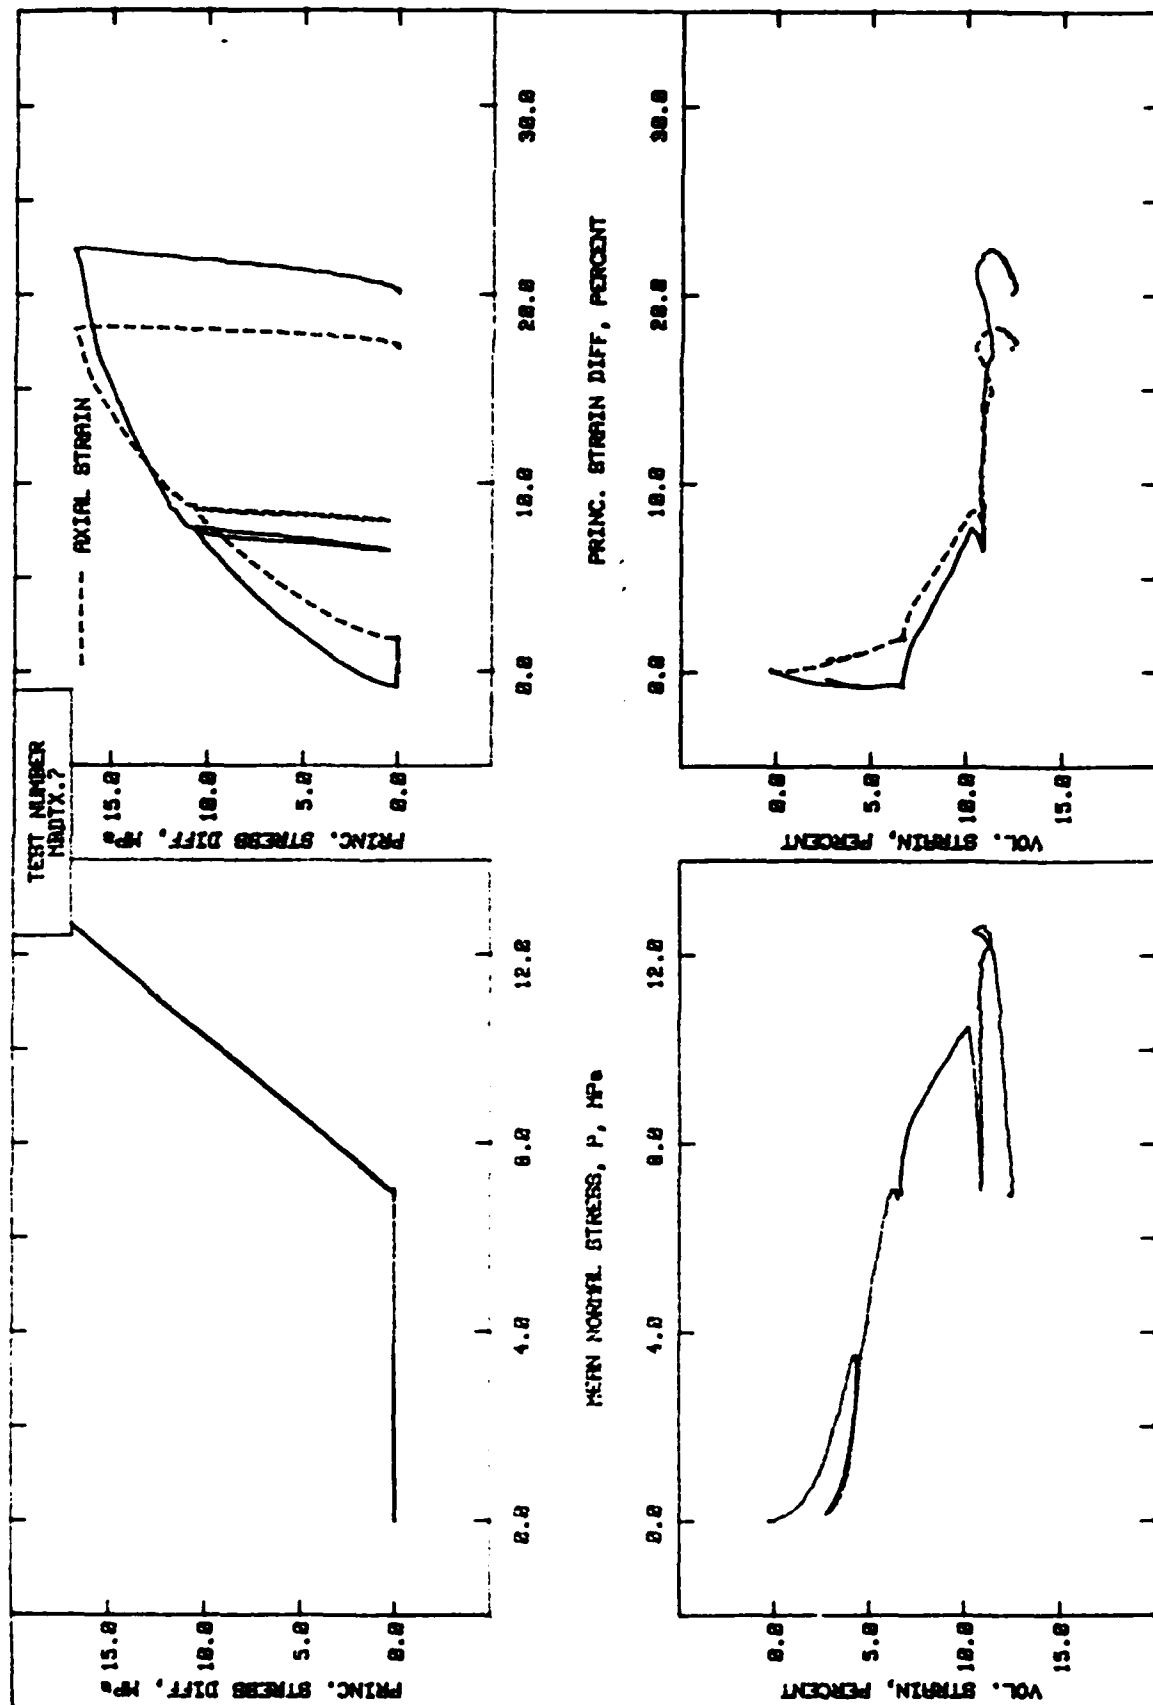 TEST NUMBER
MADTX.7
PRINC. STRESS DIFF, MPa
15.0
10.0
5.0
0.0
PRINC. STRESS DIFF, MPa
15.0
10.0
5.0
0.0
----- AXIAL STRAIN
0.0 4.0 8.0 12.0
MEAN NORMAL STRESS, P, MPa
0.0 10.0 20.0 30.0
PRINC. STRAIN DIFF, PERCENT
VOL. STRAIN, PERCENT
0.0
5.0
10.0
15.0
VOL. STRAIN, PERCENT
0.0
5.0
10.0
15.0